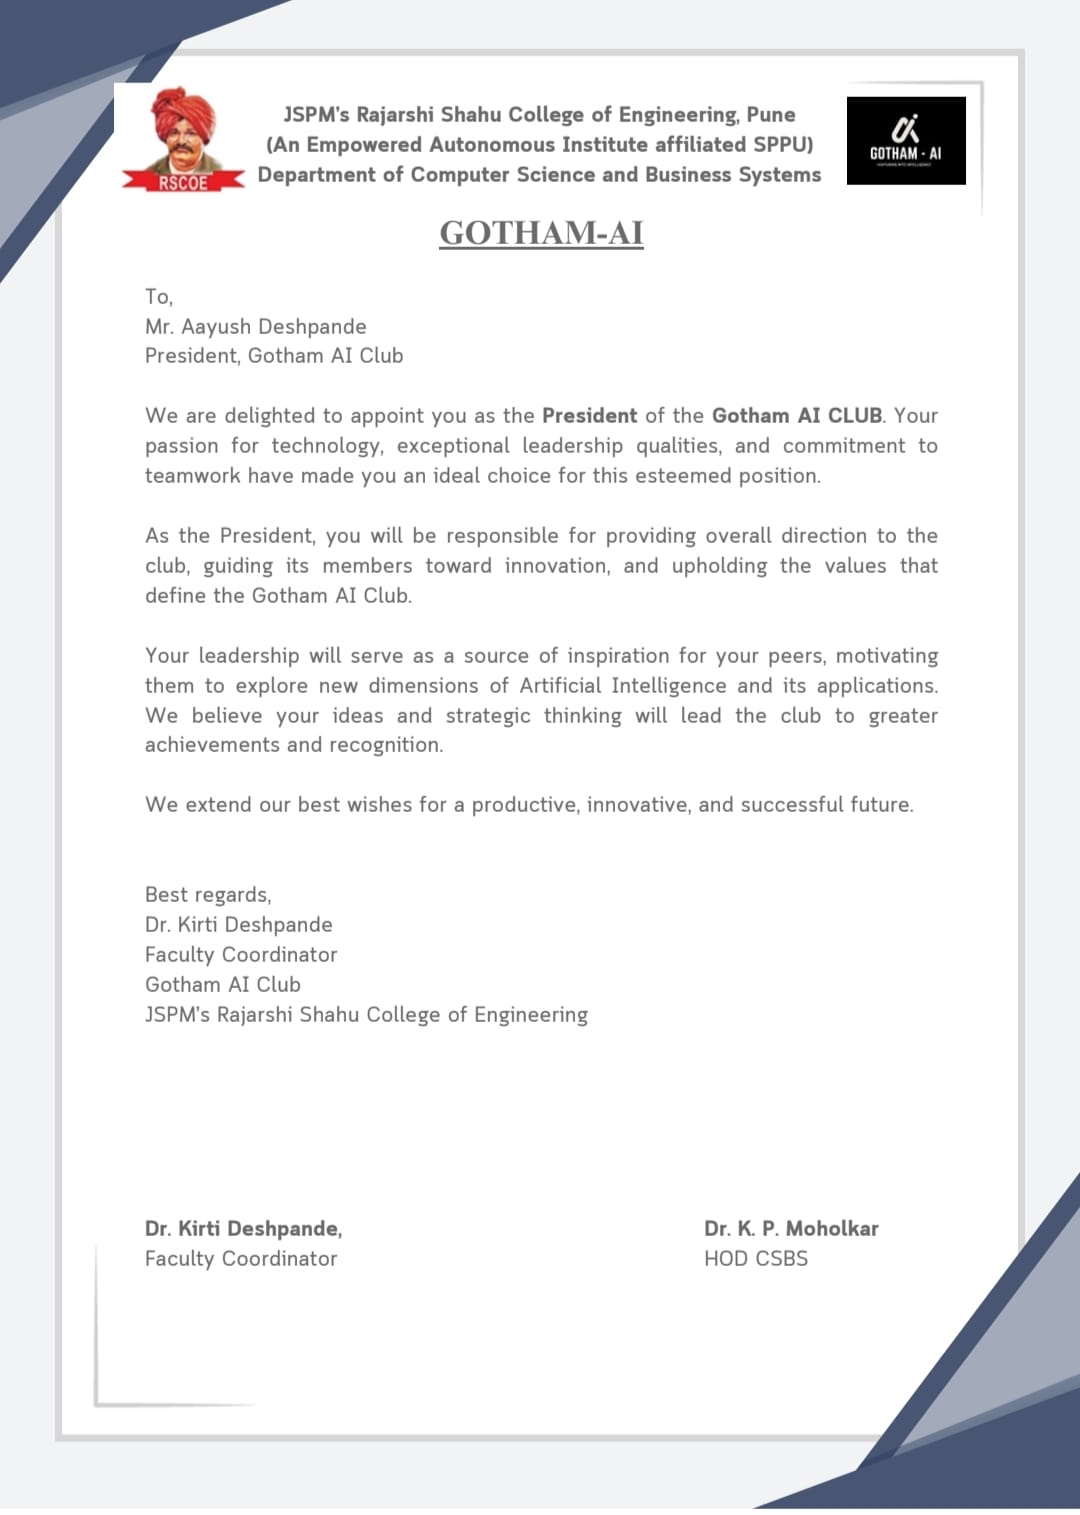 JSPM's Rajarshi Shahu College of Engineering, Pune
(An Empowered Autonomous Institute affiliated SPPU)
Department of Computer Science and Business Systems
RSCOE
GOTHAM - AI
GOTHAM-AI
To,
Mr. Aayush Deshpande
President, Gotham AI Club
We are delighted to appoint you as the President of the Gotham AI CLUB. Your
passion for technology, exceptional leadership qualities, and commitment to
teamwork have made you an ideal choice for this esteemed position.
As the President, you will be responsible for providing overall direction to the
club, guiding its members toward innovation, and upholding the values that
define the Gotham AI Club.
Your leadership will serve as a source of inspiration for your peers, motivating
them to explore new dimensions of Artificial Intelligence and its applications.
We believe your ideas and strategic thinking will lead the club to greater
achievements and recognition.
We extend our best wishes for a productive, innovative, and successful future.
Best regards,
Dr. Kirti Deshpande
Faculty Coordinator
Gotham AI Club
JSPM's Rajarshi Shahu College of Engineering
Dr. Kirti Deshpande,
Faculty Coordinator
Dr. K. P. Moholkar
HOD CSBS